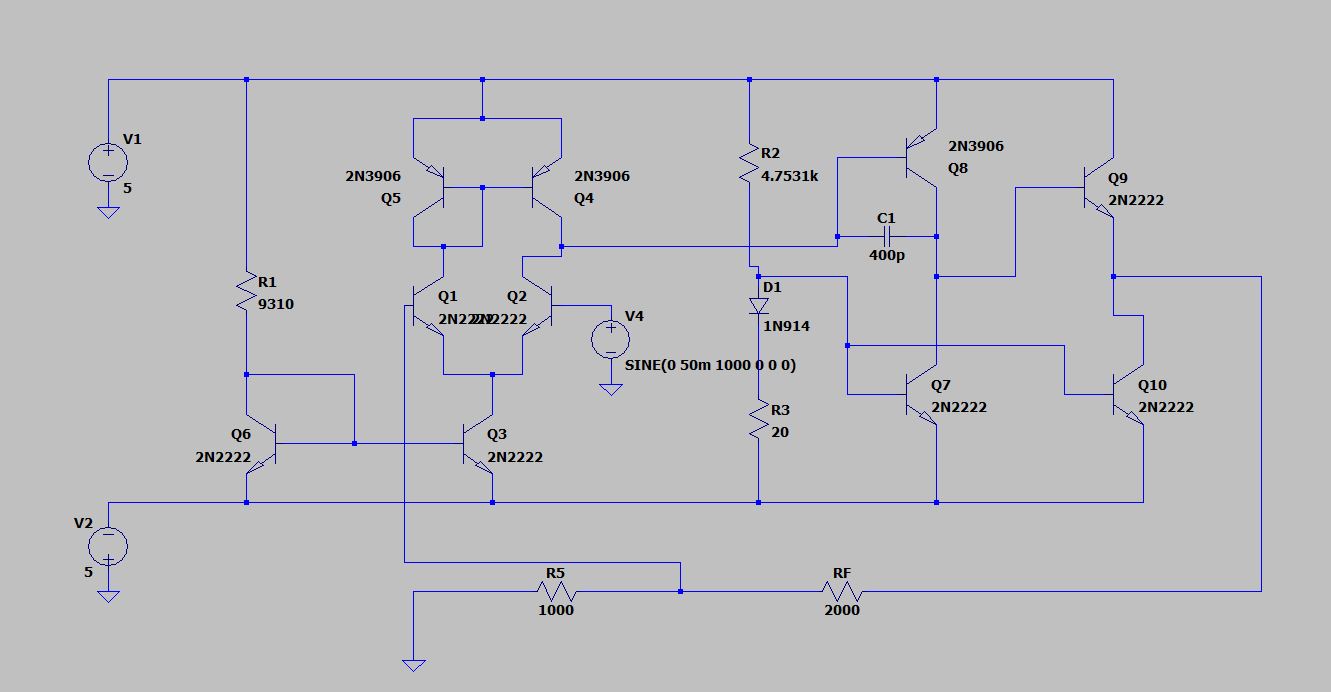 V1
5
2N3906
Q5
2N3906
Q4
R2
4.7531k
2N3906
Q8
Q9
2N2222
C1
400p
R1
9310
Q1
2N2222
Q2
2N2222
D1
1N914
V4
SINE(0 50m 1000 0 0 0)
Q7
2N2222
Q10
2N2222
R3
20
Q6
2N2222
Q3
2N2222
V2
5
R5
1000
RF
2000